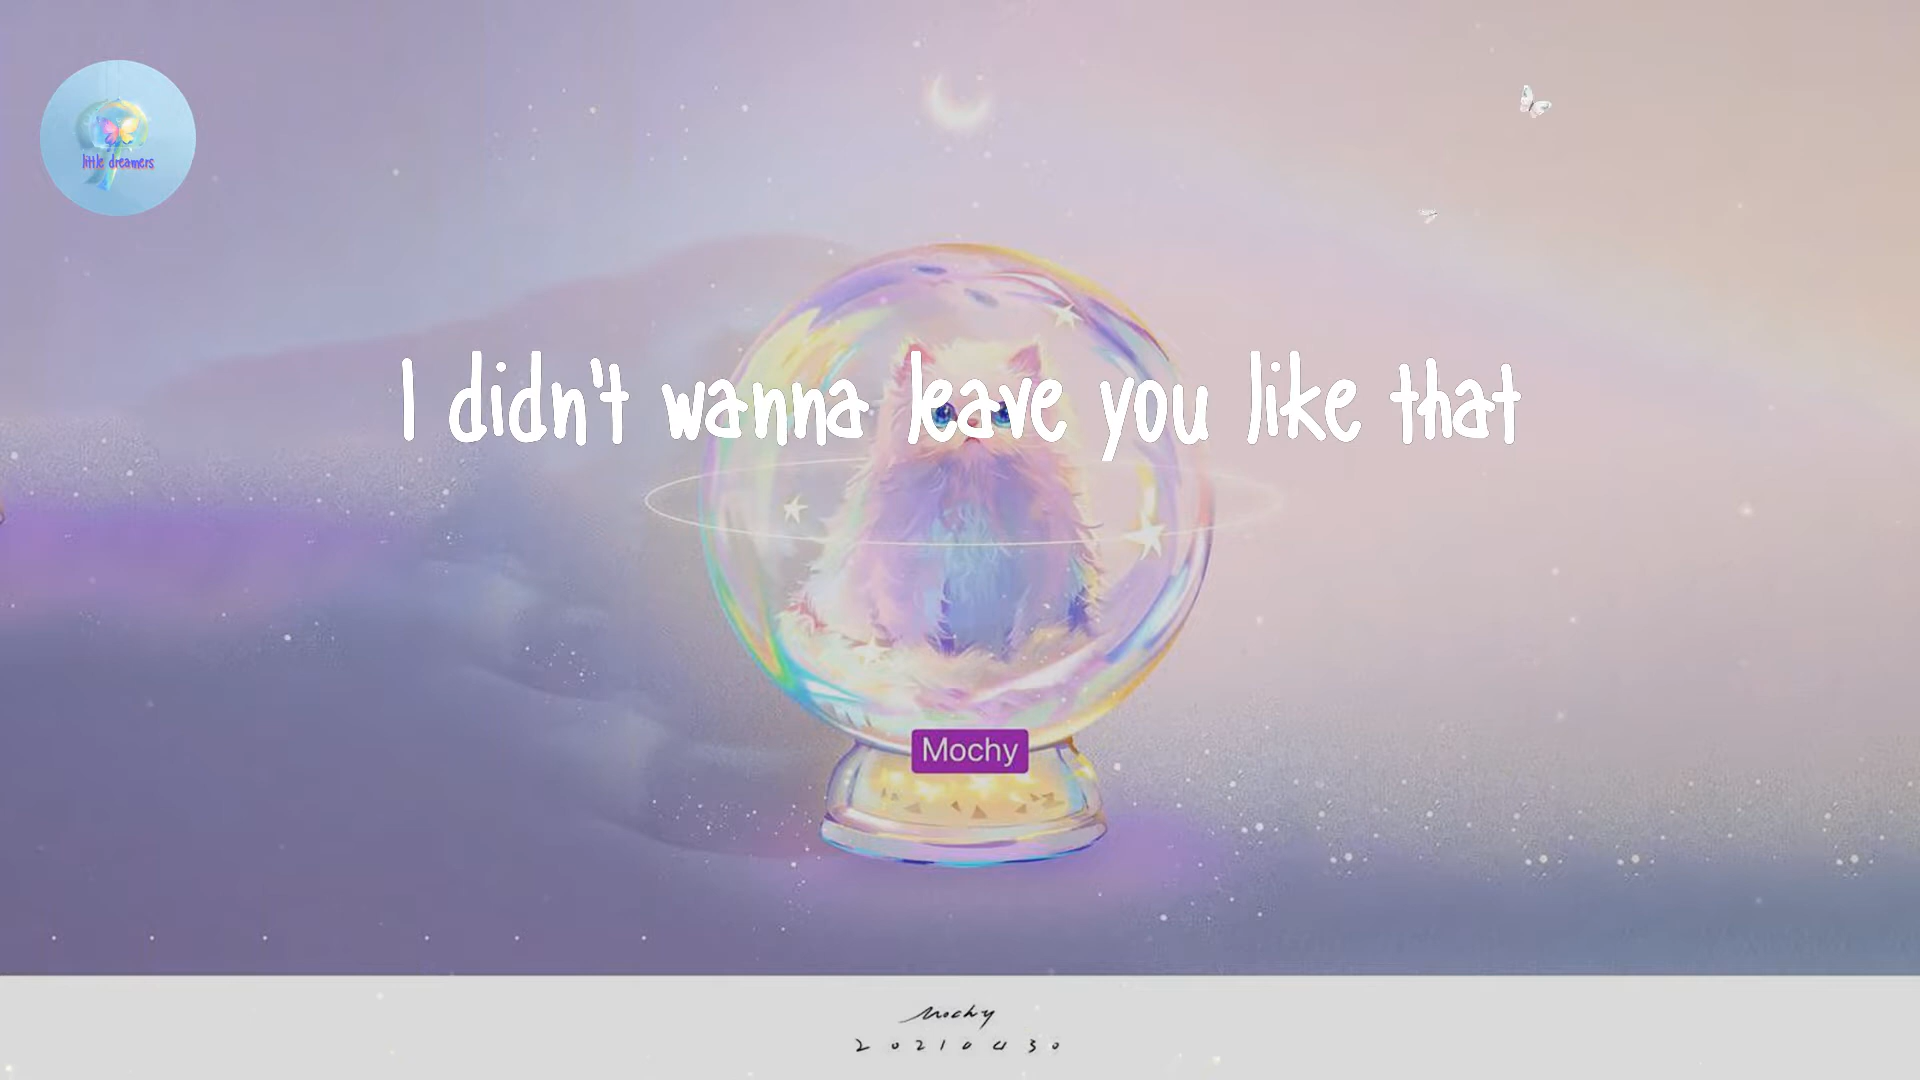 little dreamers
I didn't wanna leave you like that
Mochy
Mochy
20210430